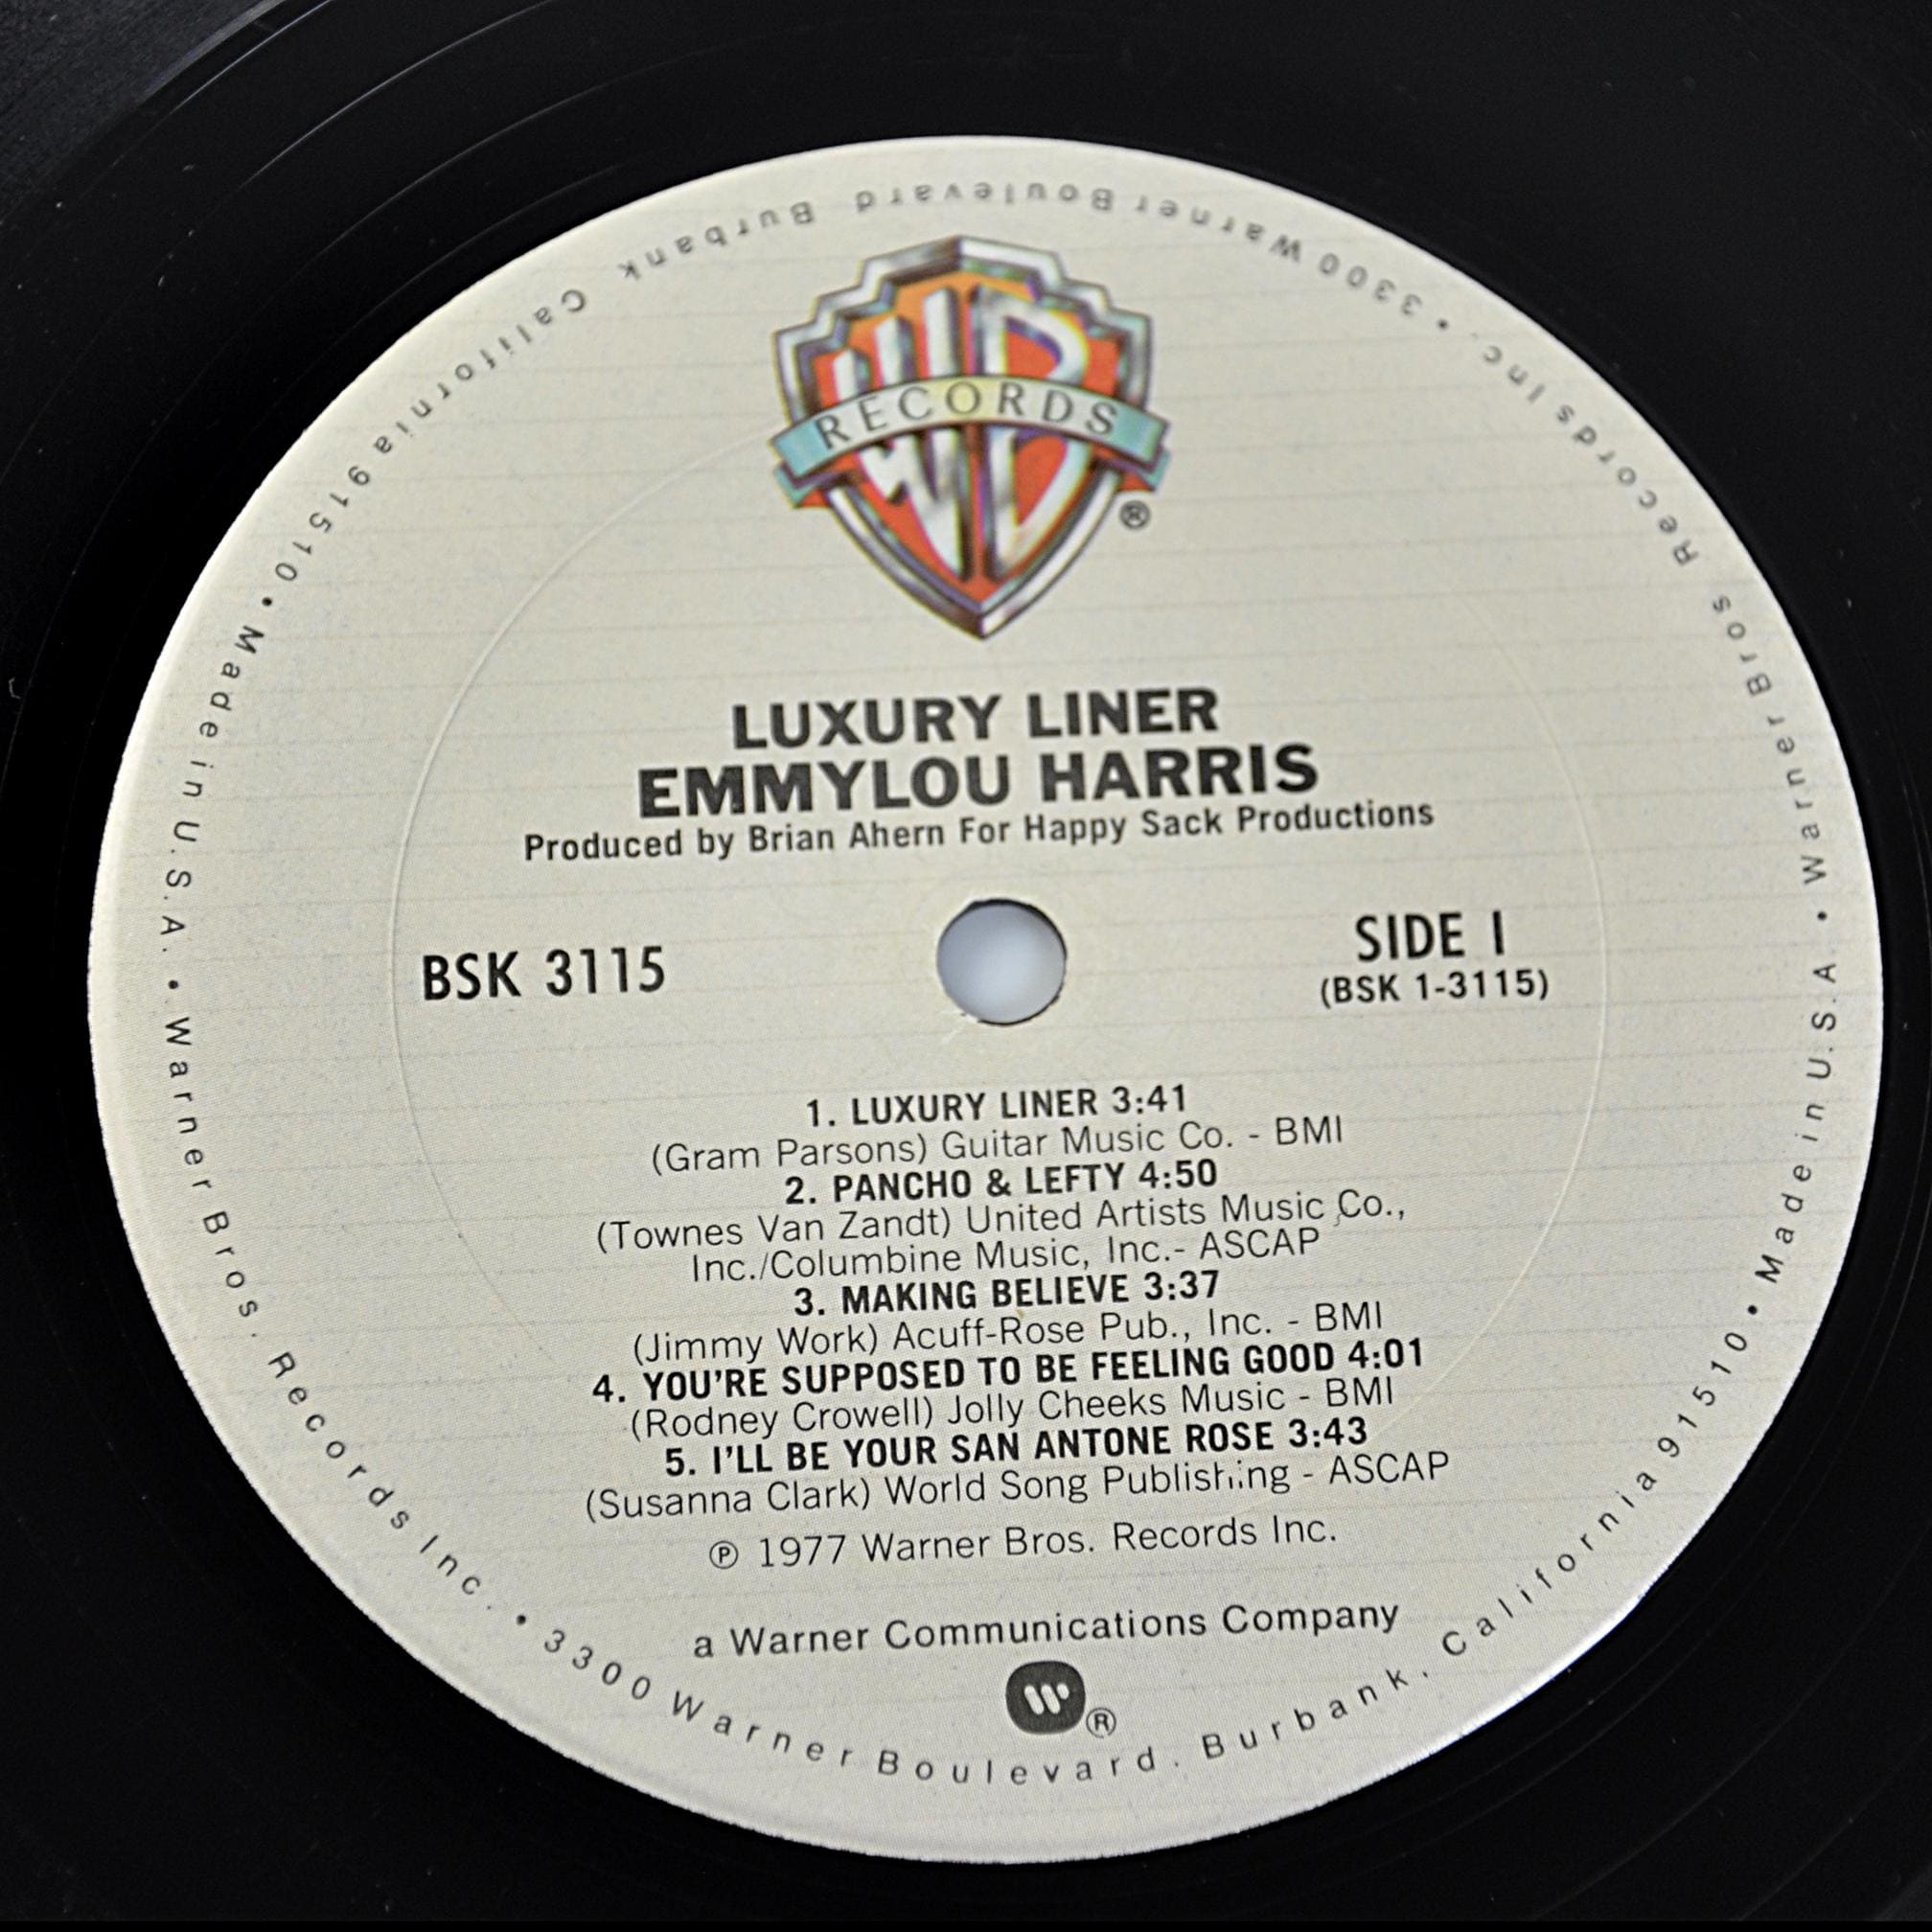 WB
RECORDS
®
LUXURY LINER
EMMYLOU HARRIS
Produced by Brian Ahern For Happy Sack Productions
BSK 3115
SIDE I
(BSK 1-3115)
1. LUXURY LINER 3:41
(Gram Parsons) Guitar Music Co. - BMI
2. PANCHO & LEFTY 4:50
(Townes Van Zandt) United Artists Music Co.,
Inc./Columbine Music, Inc.- ASCAP
3. MAKING BELIEVE 3:37
(Jimmy Work) Acuff-Rose Pub., Inc. - BMI
4. YOU'RE SUPPOSED TO BE FEELING GOOD 4:01
(Rodney Crowell) Jolly Cheeks Music - BMI
5. I'LL BE YOUR SAN ANTONE ROSE 3:43
(Susanna Clark) World Song Publishing - ASCAP
℗ 1977 Warner Bros. Records Inc.
a Warner Communications Company
W ®
Warner Bros. Records Inc. • 3300 Warner Boulevard. Burbank. California 91510 • Made in U.S.A. •
Warner Bros Records Inc. • 3300 Warner Boulevard Burbank California 91510 • Made in U.S.A. •